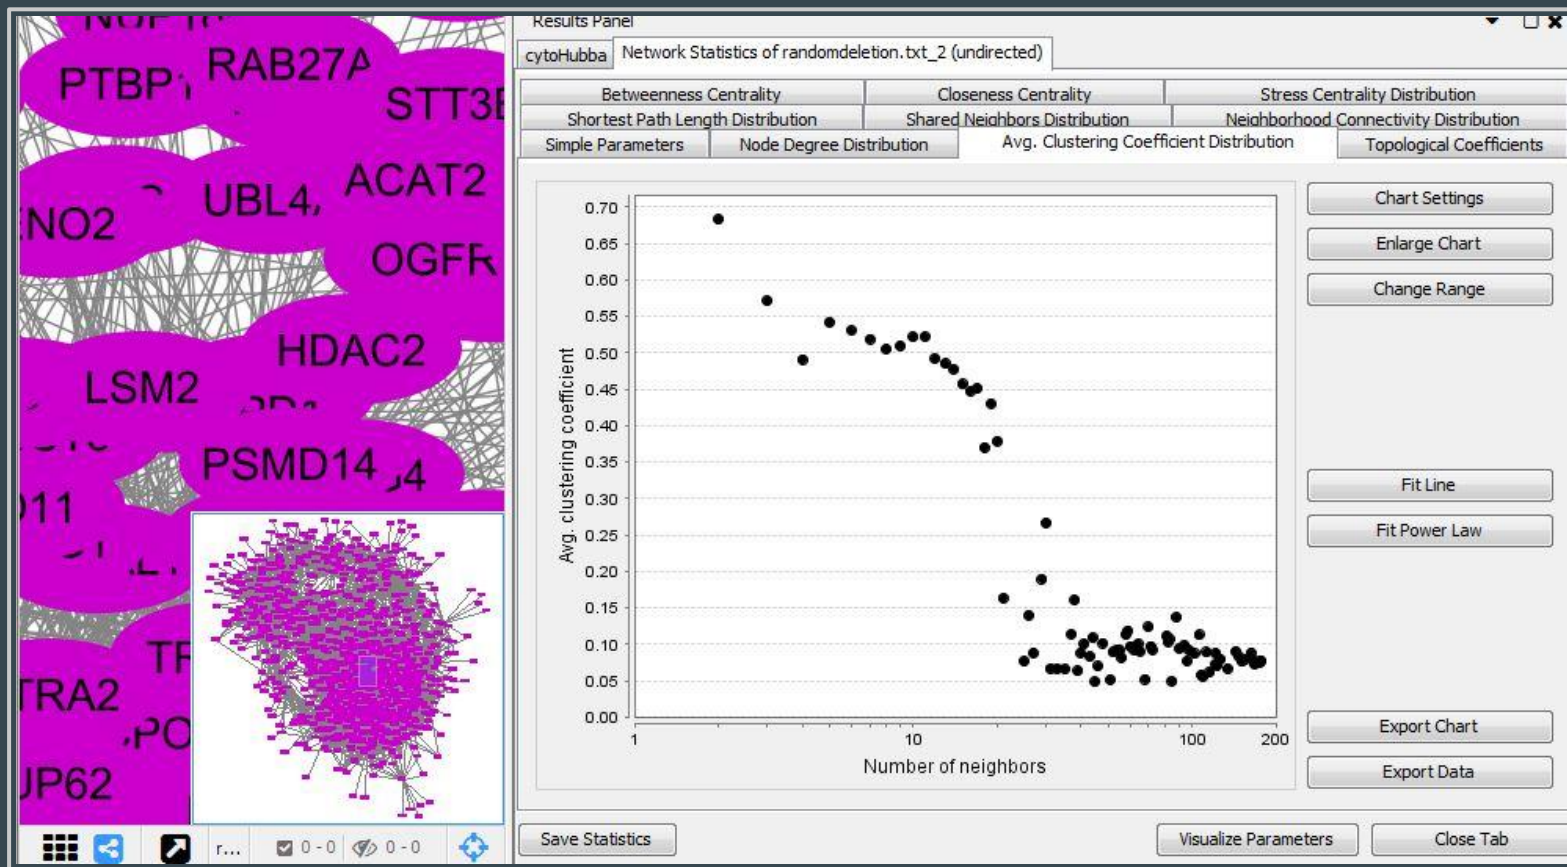 RAB27A
STT3
UBL4
ACAT2
ENO2
OGFR
HDAC2
LSM2
PSMD14
TRA2
UP62
r...
0 - 0
0 - 0
Results Panel
cytoHubba
Network Statistics of randomdeletion.txt_2 (undirected)
Betweenness Centrality
Closeness Centrality
Stress Centrality Distribution
Shortest Path Length Distribution
Shared Neighbors Distribution
Neighborhood Connectivity Distribution
Simple Parameters
Node Degree Distribution
Avg. Clustering Coefficient Distribution
Topological Coefficients
Avg. clustering coefficient
0.70
0.65
0.60
0.55
0.50
0.45
0.40
0.35
0.30
0.25
0.20
0.15
0.10
0.05
0.00
1
10
100
200
Number of neighbors
Chart Settings
Enlarge Chart
Change Range
Fit Line
Fit Power Law
Export Chart
Export Data
Save Statistics
Visualize Parameters
Close Tab